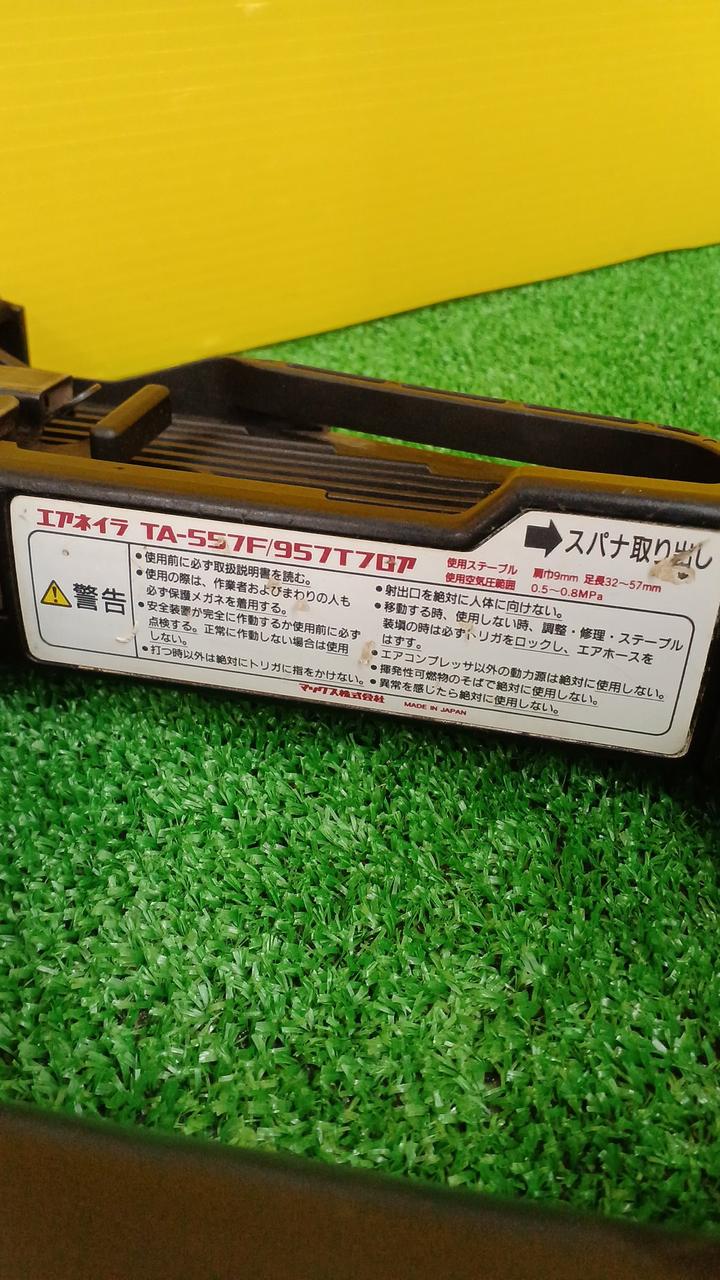 エアネイラ TA-557F/957T7ロア
➡スパナ取り出し
使用ステープル 肩巾9mm 足長32〜57mm
使用空気圧範囲 0.5〜0.8MPa
⚠警告
●使用前に必ず取扱説明書を読む。
●使用の際は、作業者およびまわりの人も
必ず保護メガネを着用する。
●安全装置が完全に作動するか使用前に必ず
点検する。正常に作動しない場合は使用
しない。
●打つ時以外は絶対にトリガに指をかけない。
●射出口を絶対に人体に向けない。
●移動する時、使用しない時、調整・修理・ステープル
装填の時は必ずトリガをロックし、エアホースを
はずす。
●エアコンプレッサ以外の動力源は絶対に使用しない。
●揮発性可燃物のそばで絶対に使用しない。
●異常を感じたら絶対に使用しない。
マックス株式会社 MADE IN JAPAN